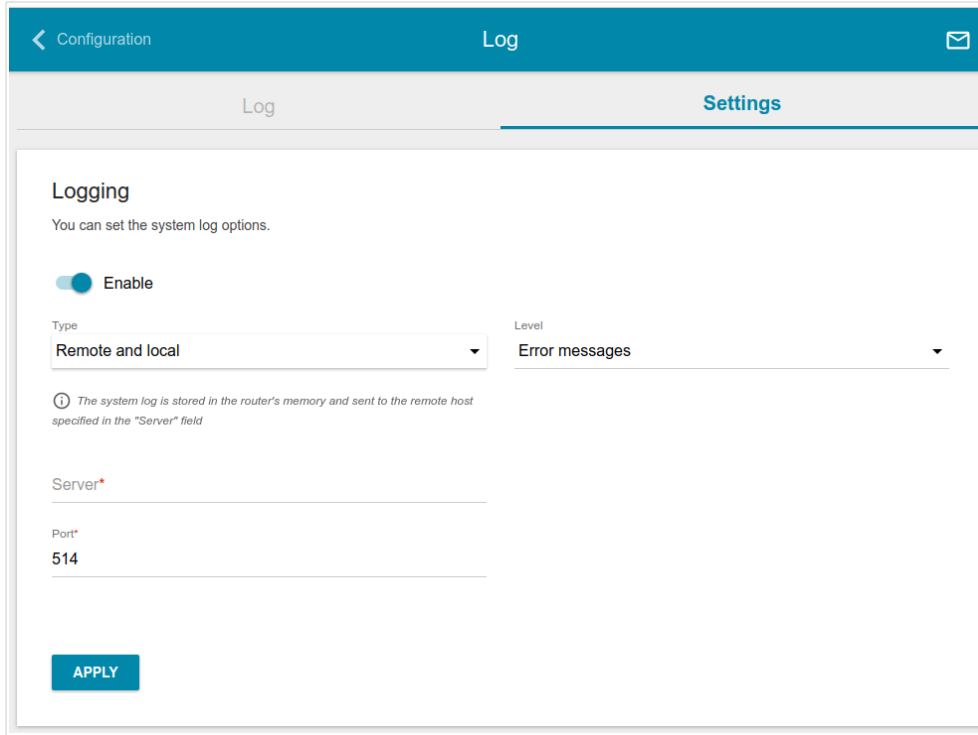 Configuration
Log
Log
Settings
Logging
You can set the system log options.
Enable
Type
Level
Remote and local
Error messages
The system log is stored in the router's memory and sent to the remote host
specified in the "Server" field
Server*
Port*
514
APPLY